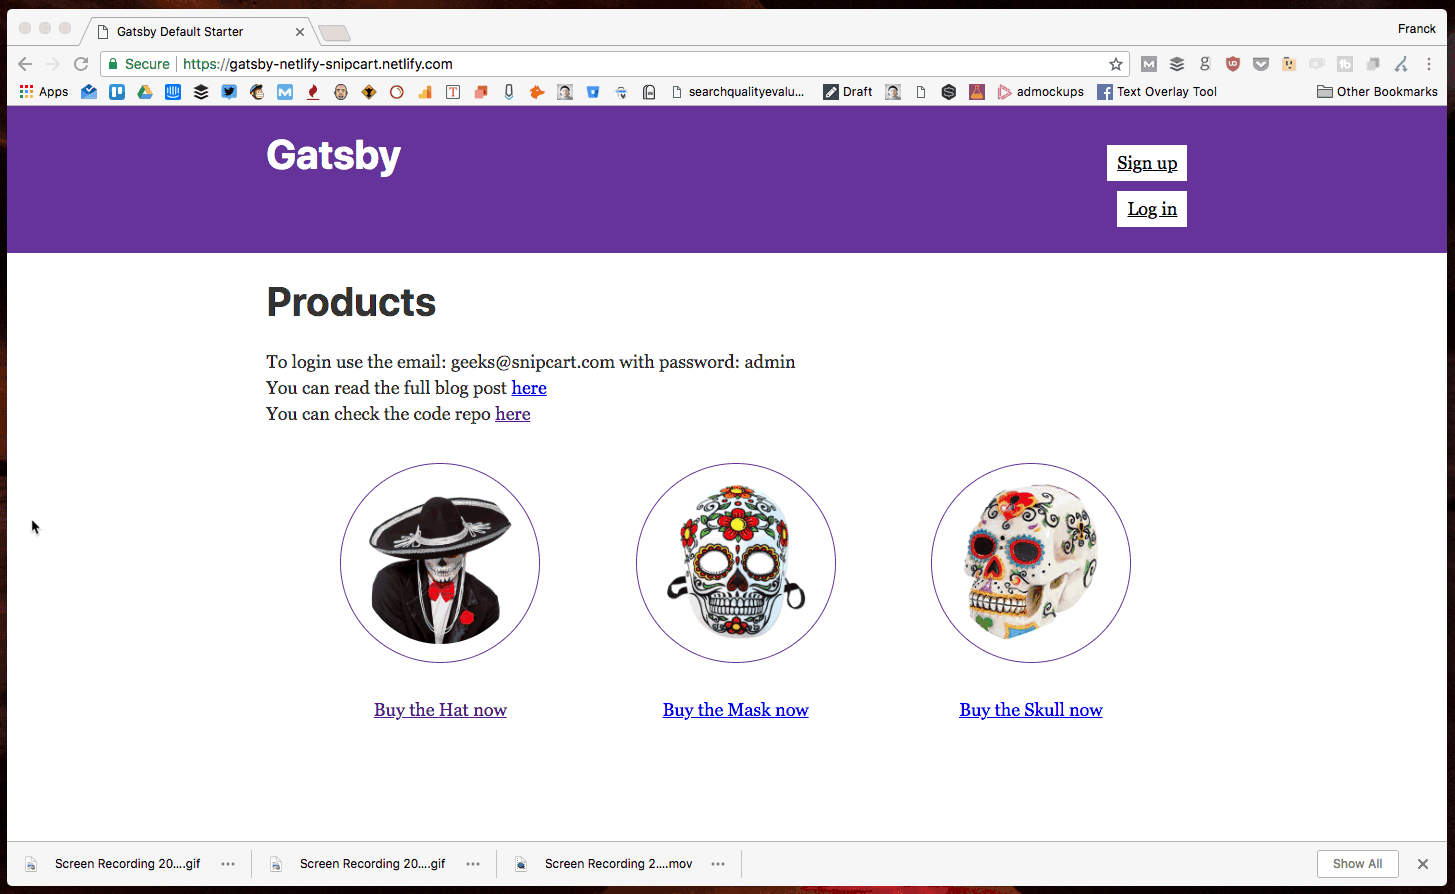 Gatsby Default Starter
Franck
Secure https://gatsby-netlify-snipcart.netlify.com
Apps
searchqualityevalu...
Draft
admockups
Text Overlay Tool
Other Bookmarks
Gatsby
Sign up
Log in
Products
To login use the email: geeks@snipcart.com with password: admin
You can read the full blog post here
You can check the code repo here
Buy the Hat now
Buy the Mask now
Buy the Skull now
Screen Recording 20....gif
Screen Recording 20....gif
Screen Recording 2....mov
Show All